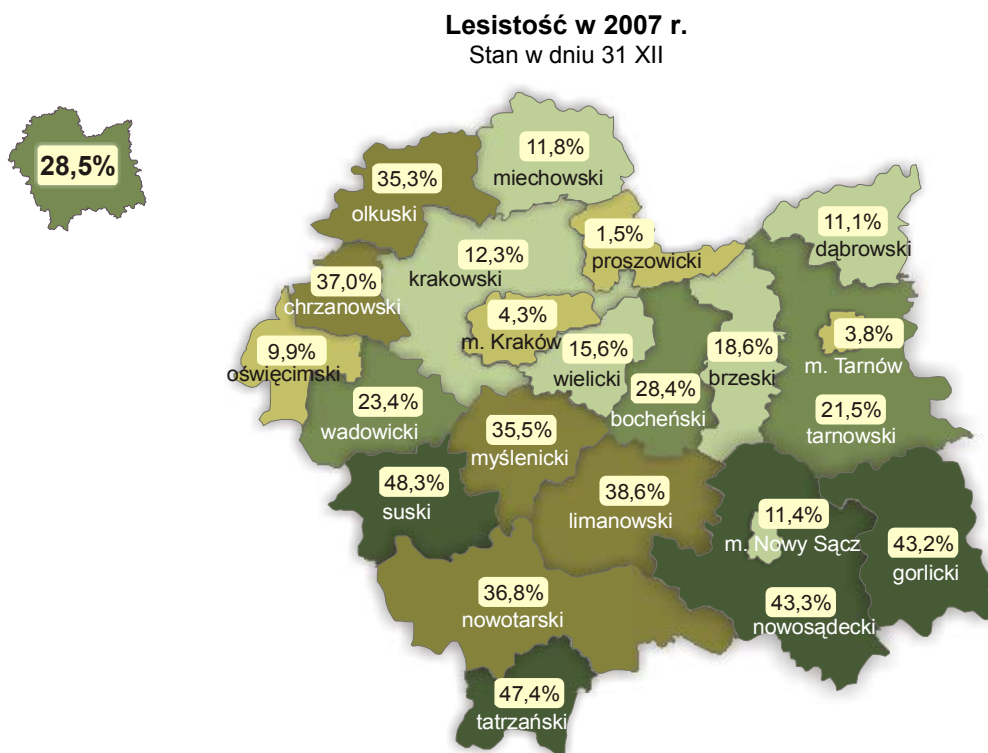 Lesistość w 2007 r.
Stan w dniu 31 XII
28,5%
11,8%
miechowski
35,3%
olkuski
11,1%
dąbrowski
1,5%
proszowicki
12,3%
krakowski
37,0%
chrzanowski
4,3%
m. Kraków
3,8%
m. Tarnów
9,9%
oświęcimski
15,6%
wielicki
18,6%
brzeski
28,4%
bocheński
23,4%
wadowicki
21,5%
tarnowski
35,5%
myślenicki
48,3%
suski
38,6%
limanowski
11,4%
m. Nowy Sącz
43,2%
gorlicki
36,8%
nowotarski
43,3%
nowosądecki
47,4%
tatrzański